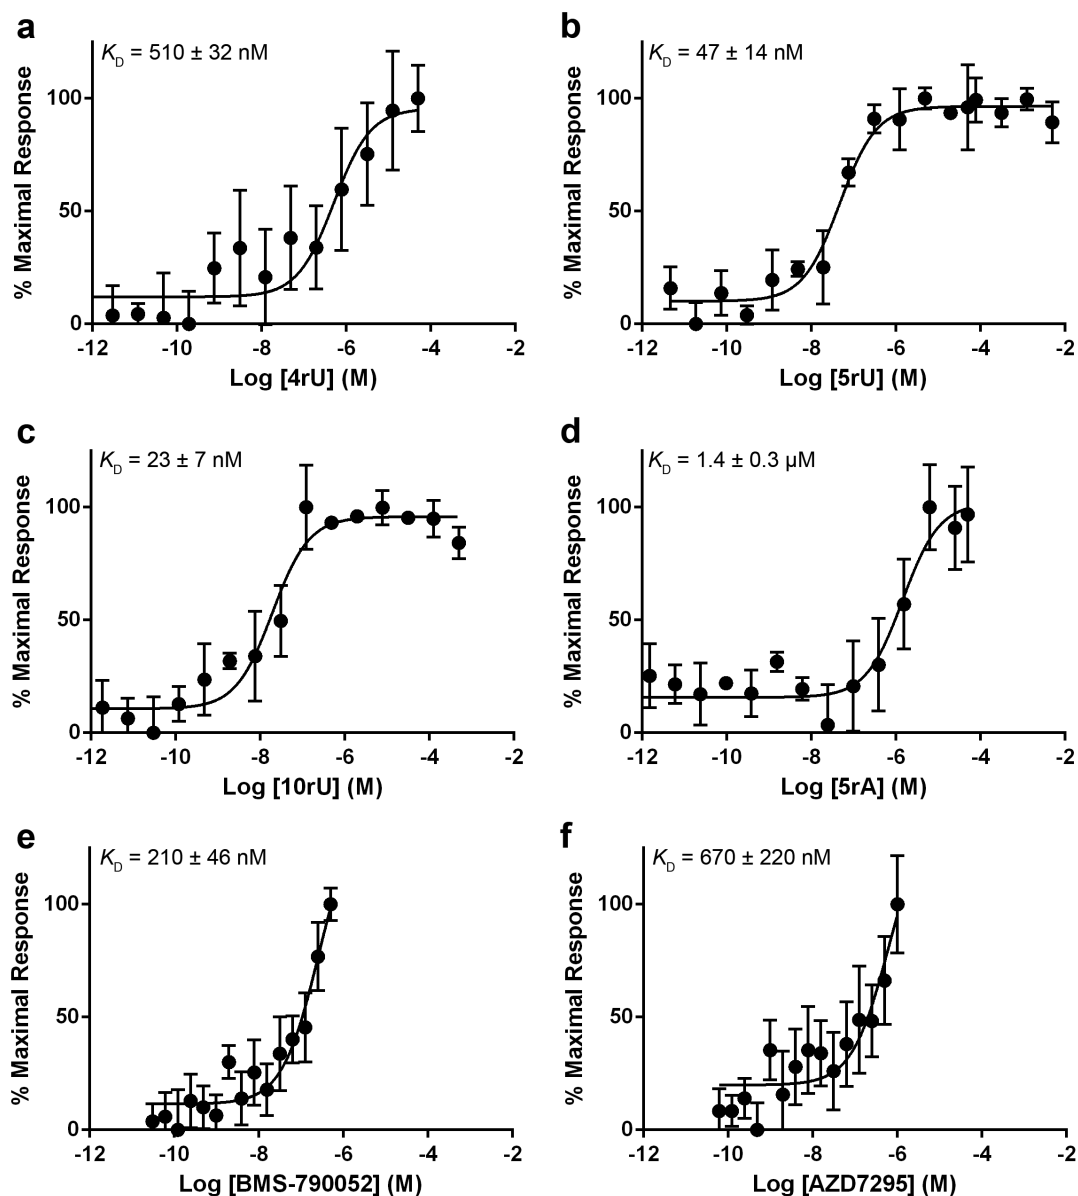 a
K_D = 510 ± 32 nM
% Maximal Response
100
50
0
-12 -10 -8 -6 -4 -2
Log [4rU] (M)
b
K_D = 47 ± 14 nM
% Maximal Response
100
50
0
-12 -10 -8 -6 -4 -2
Log [5rU] (M)
c
K_D = 23 ± 7 nM
% Maximal Response
100
50
0
-12 -10 -8 -6 -4 -2
Log [10rU] (M)
d
K_D = 1.4 ± 0.3 µM
% Maximal Response
100
50
0
-12 -10 -8 -6 -4 -2
Log [5rA] (M)
e
K_D = 210 ± 46 nM
% Maximal Response
100
50
0
-12 -10 -8 -6 -4 -2
Log [BMS-790052] (M)
f
K_D = 670 ± 220 nM
% Maximal Response
100
50
0
-12 -10 -8 -6 -4 -2
Log [AZD7295] (M)